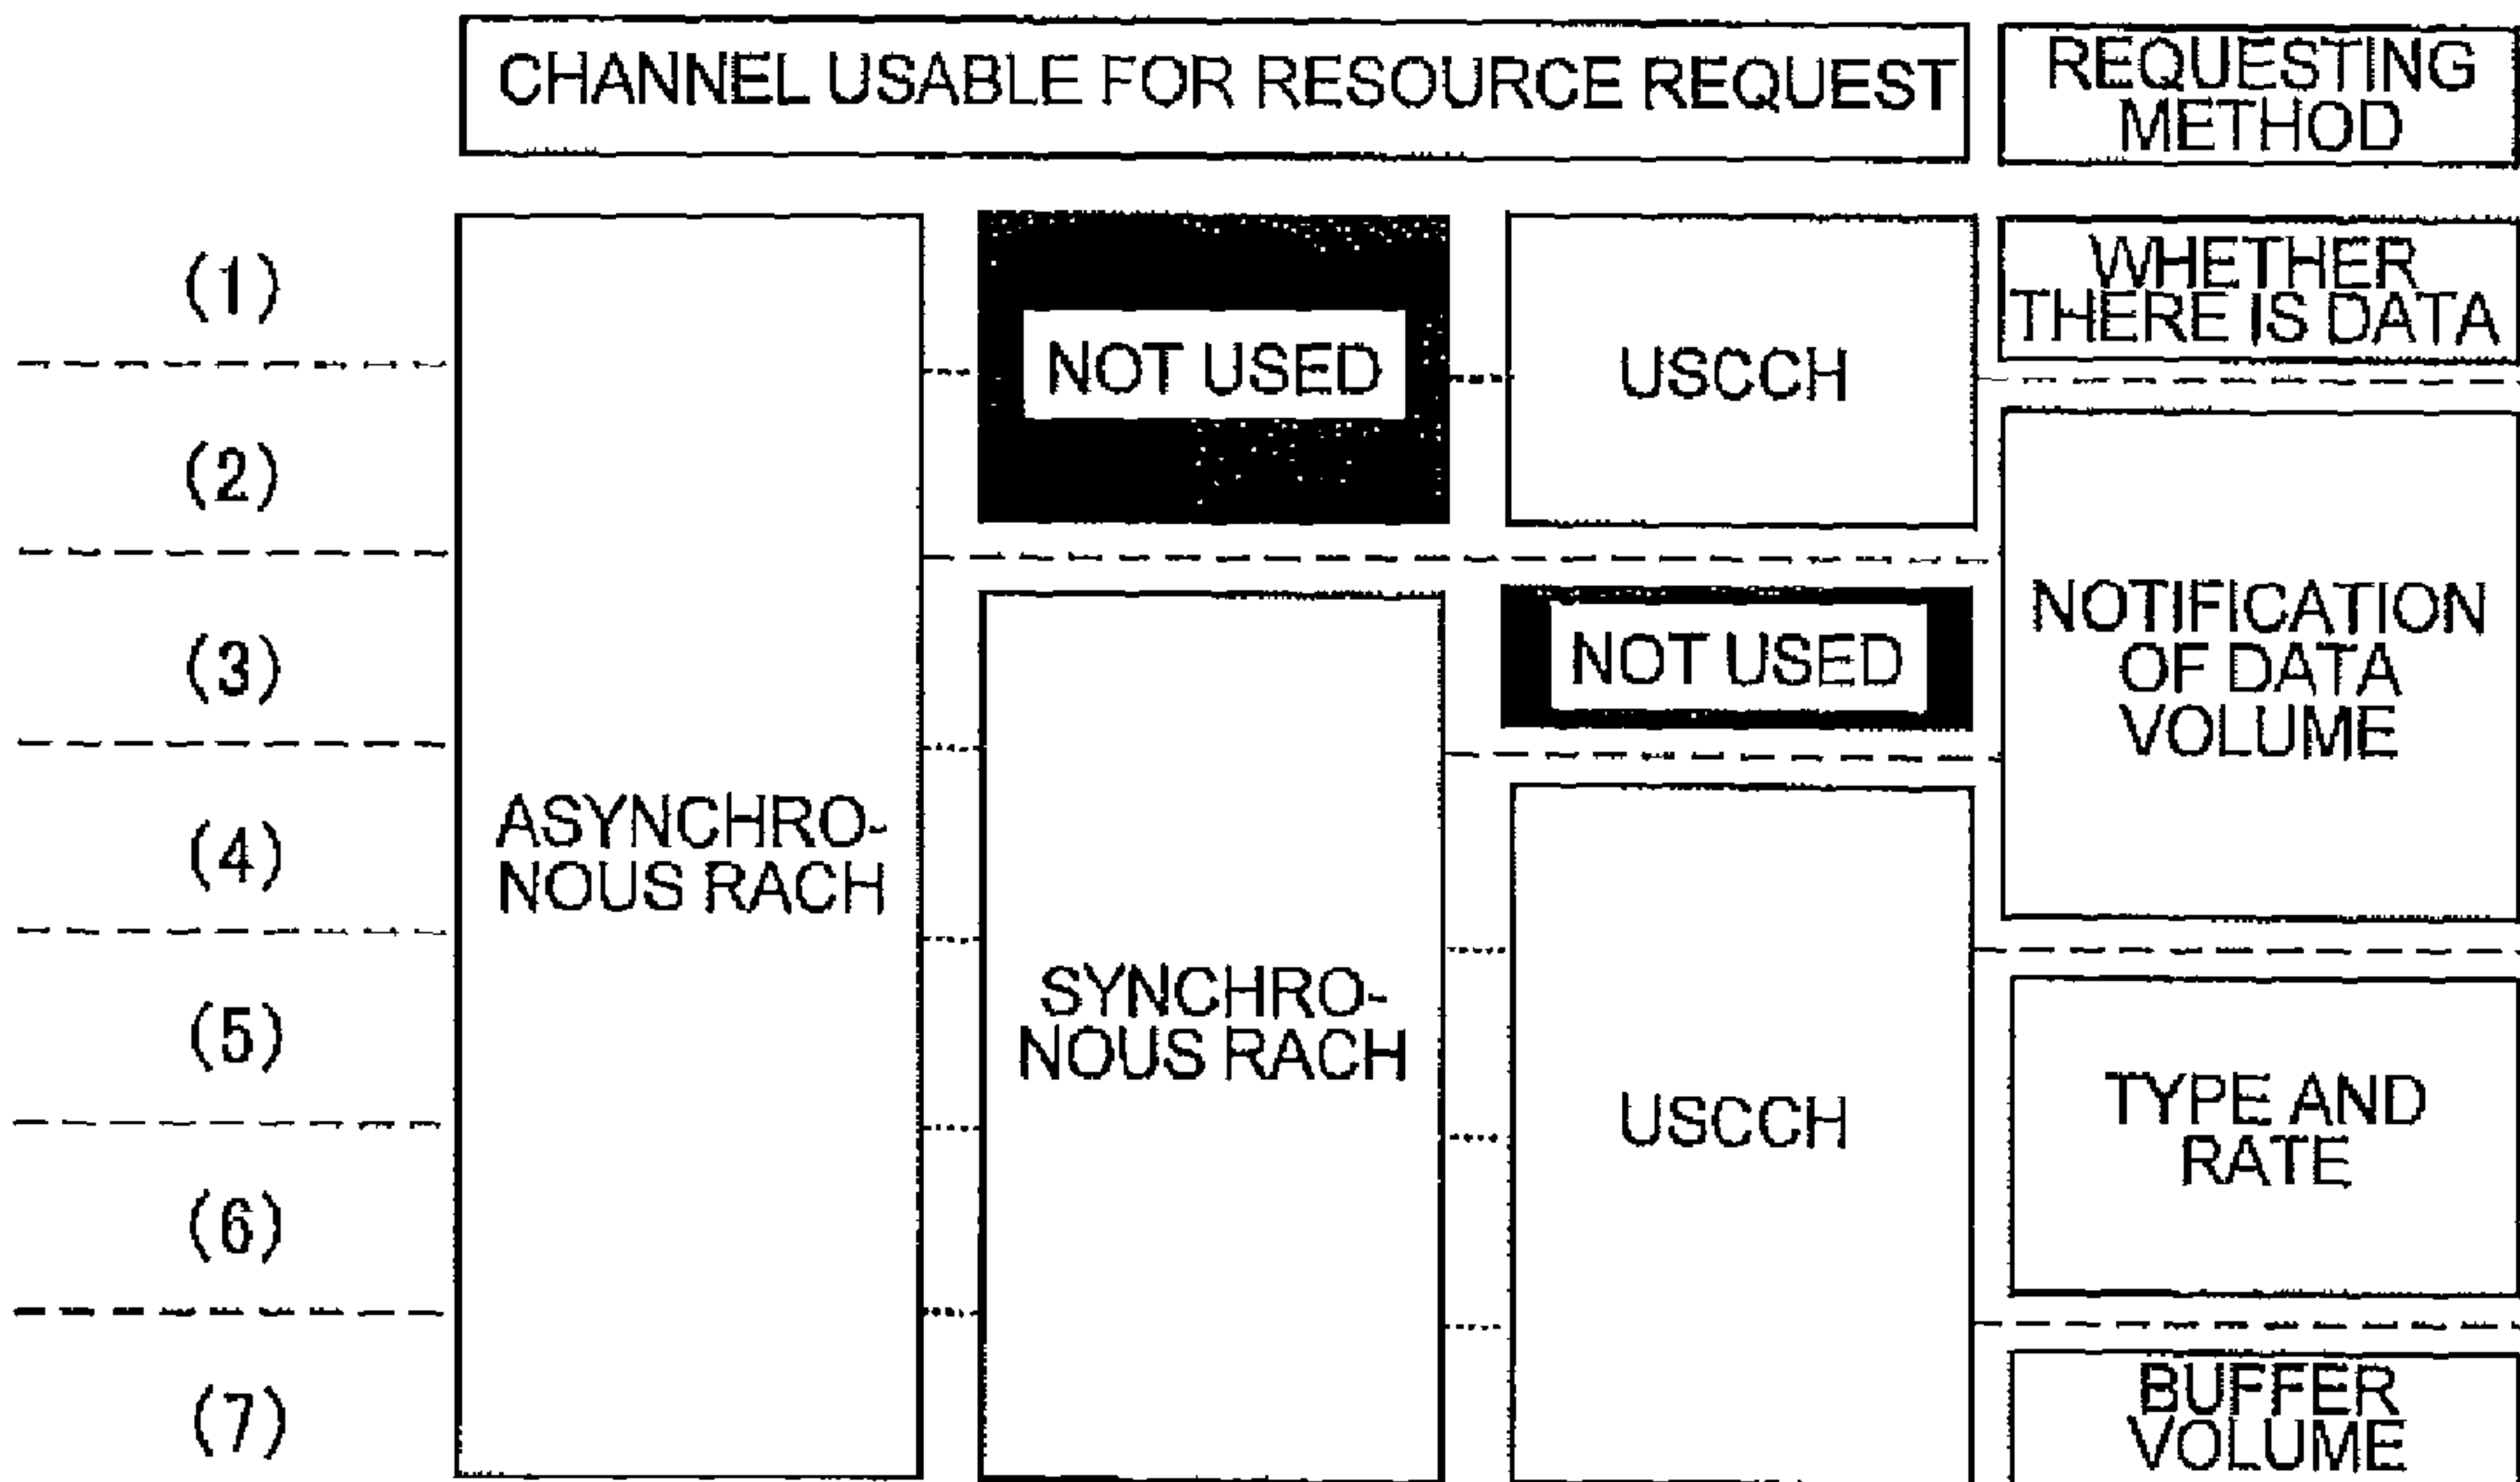 CHANNEL USABLE FOR RESOURCE REQUEST
REQUESTING
METHOD
(1)
NOT USED
USCCH
WHETHER
THERE IS DATA
(2)
(3)
NOT USED
NOTIFICATION
OF DATA
VOLUME
(4)
ASYNCHRO-
NOUS RACH
(5)
SYNCHRO-
NOUS RACH
USCCH
TYPE AND
RATE
(6)
(7)
BUFFER
VOLUME